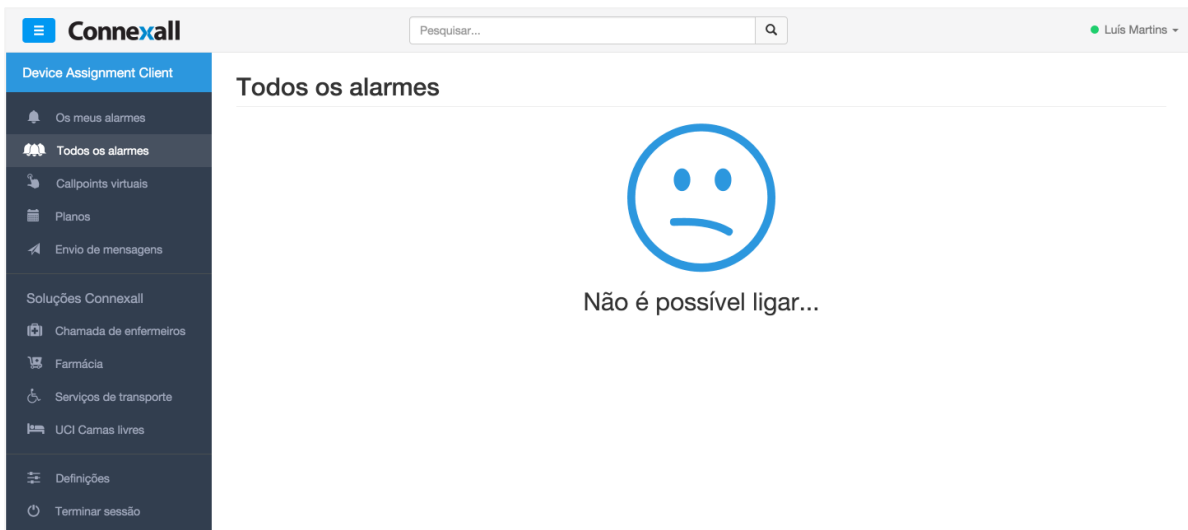 Connexall
Pesquisar...
Luís Martins
Device Assignment Client
Todos os alarmes
Os meus alarmes
Todos os alarmes
Callpoints virtuais
Planos
Envio de mensagens
Não é possível ligar...
Soluções Connexall
Chamada de enfermeiros
Farmácia
Serviços de transporte
UCI Camas livres
Definições
Terminar sessão